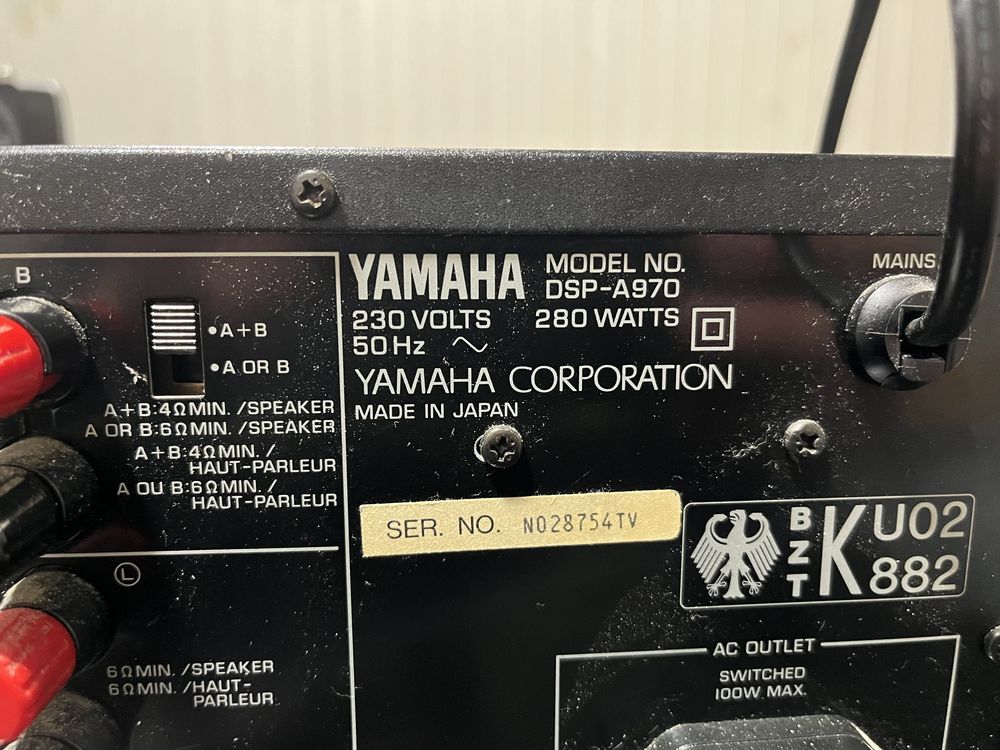 B
•A+B
•A OR B
A+B:4ΩMIN. /SPEAKER
A OR B:6ΩMIN. /SPEAKER
A+B:4ΩMIN. /
HAUT-PARLEUR
A OU B:6ΩMIN. /
HAUT-PARLEUR
L
6ΩMIN. /SPEAKER
6ΩMIN. /HAUT-
PARLEUR
YAMAHA
MODEL NO.
DSP-A970
230 VOLTS 280 WATTS
50Hz ~
YAMAHA CORPORATION
MADE IN JAPAN
MAINS
SER. NO. N028754TV
BZT K U02
882
AC OUTLET
SWITCHED
100W MAX.